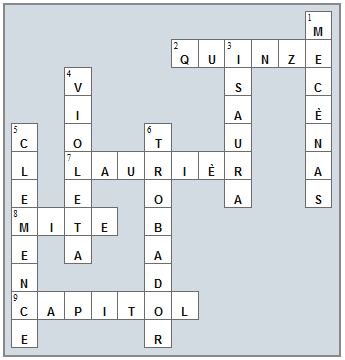 1 M
2 Q U 3 I N Z E
4 V S C
I A È
5 C O 6 T U N
L 7 L A U R I È R A
E E O A S
8 M I T E B
E A A
N D
9 C A P I T O L
E R